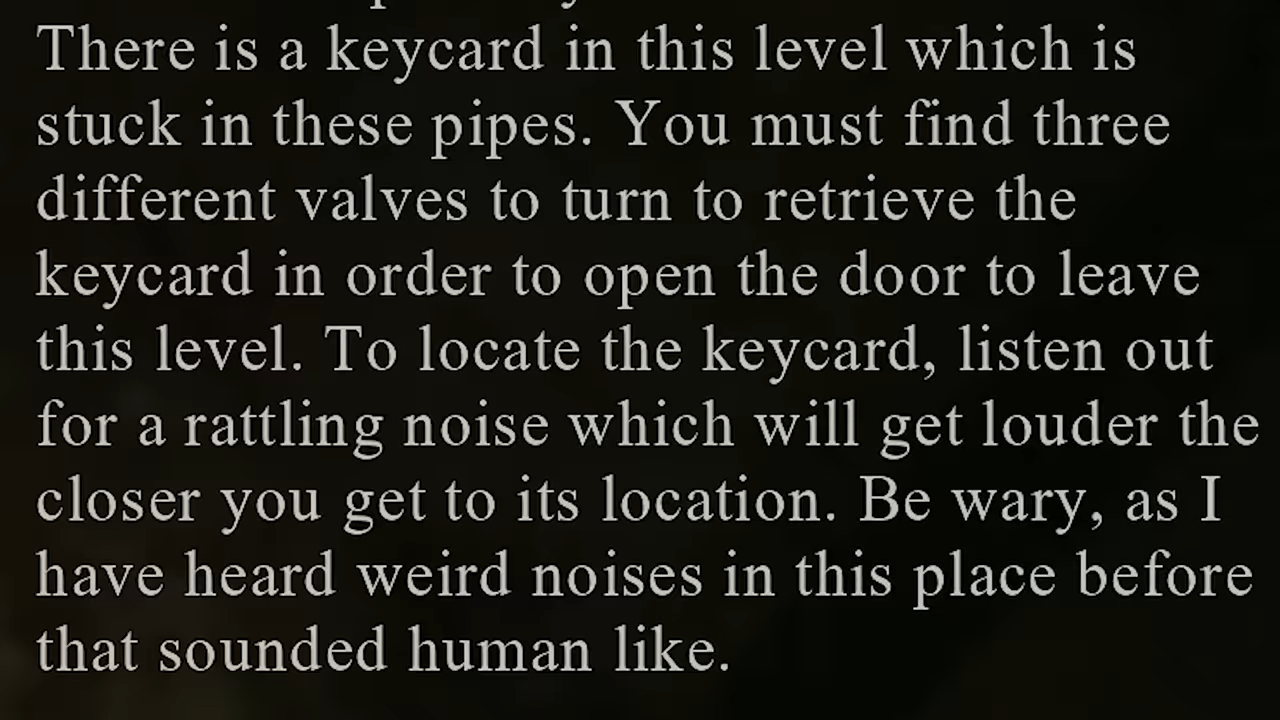 There is a keycard in this level which is
stuck in these pipes. You must find three
different valves to turn to retrieve the
keycard in order to open the door to leave
this level. To locate the keycard, listen out
for a rattling noise which will get louder the
closer you get to its location. Be wary, as I
have heard weird noises in this place before
that sounded human like.